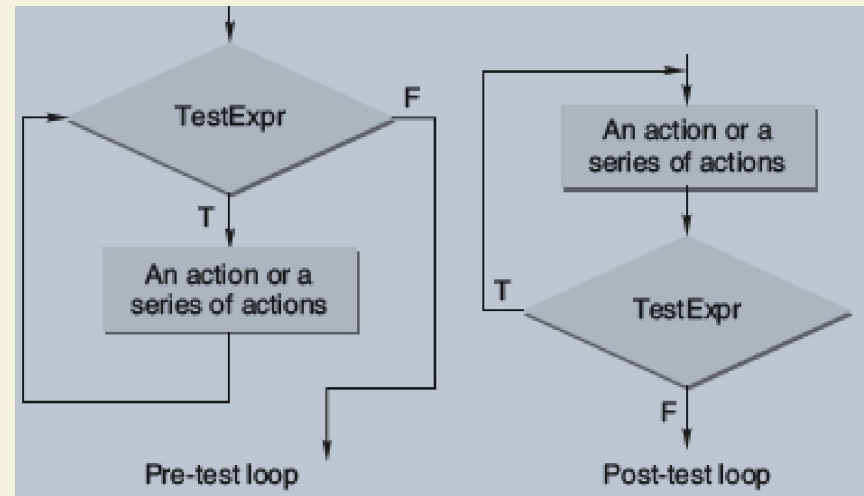 TestExpr
F
T
An action or a
series of actions
Pre-test loop
An action or a
series of actions
T
TestExpr
F
Post-test loop